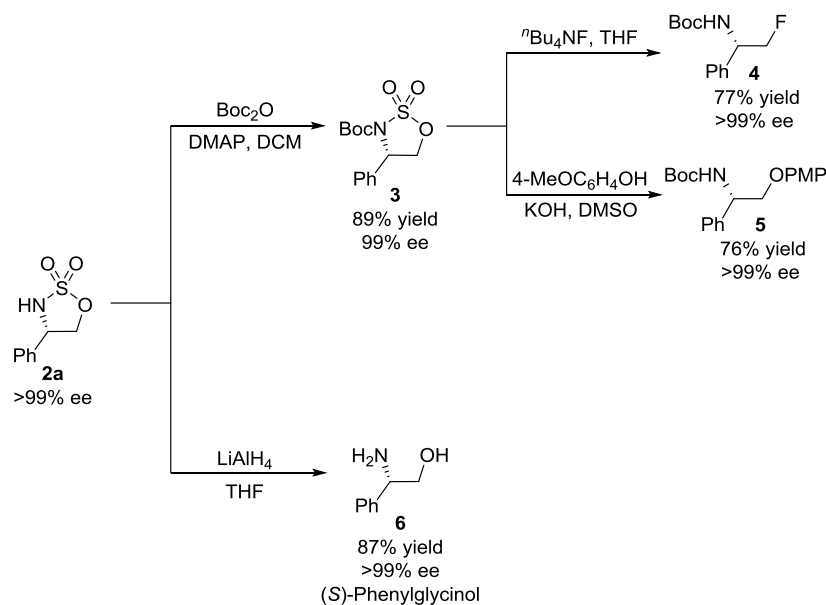 O O
S
HN O
Ph
2a
>99% ee
Boc₂O
DMAP, DCM
O O
S
BocN O
Ph
3
89% yield
99% ee
ⁿBu₄NF, THF
BocHN F
Ph
4
77% yield
>99% ee
4-MeOC₆H₄OH
KOH, DMSO
BocHN OPMP
Ph
5
76% yield
>99% ee
LiAlH₄
THF
H₂N OH
Ph
6
87% yield
>99% ee
(S)-Phenylglycinol